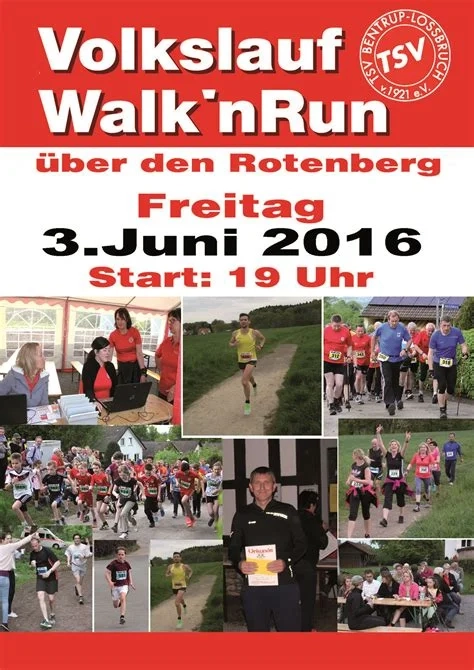 Volkslauf
Walk'nRun
TSV BENTRUP-LOSSBRUCH
TSV
v.1921 e.V.
über den Rotenberg
Freitag
3.Juni 2016
Start: 19 Uhr
Urkunde